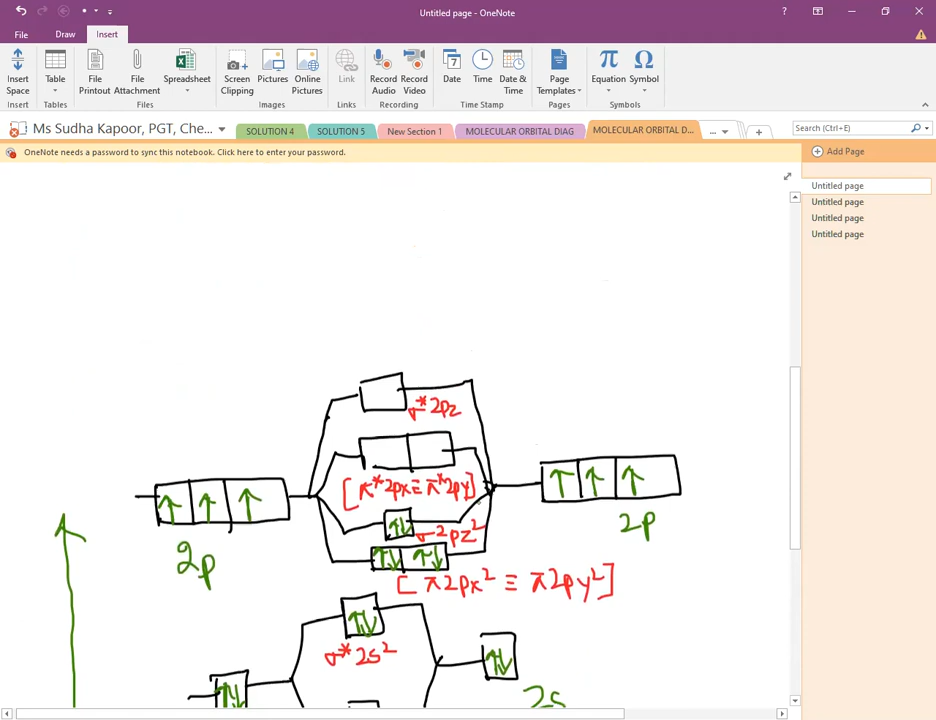 Untitled page - OneNote
?
File Draw Insert
Insert Space Table File Printout File Attachment Spreadsheet Screen Clipping Pictures Online Pictures Link Record Audio Record Video Date Time Date & Time Page Templates Equation Symbol
Insert Tables Files Images Links Recording Time Stamp Pages Symbols
Ms Sudha Kapoor, PGT, Che... SOLUTION 4 SOLUTION 5 New Section 1 MOLECULAR ORBITAL DIAG MOLECULAR ORBITAL D... ... + Search (Ctrl+E)
OneNote needs a password to sync this notebook. Click here to enter your password.
Add Page
Untitled page
Untitled page
Untitled page
Untitled page
σ*2pz
[π*2px ≡ π*2py]
↑ ↑ ↑
↑ ↑ ↑
2p
↑↓
σ2pz²
2p
↑↓ ↑↓
[π2px² ≡ π2py²]
↑↓
σ*2s²
↑↓
↑↓
2s